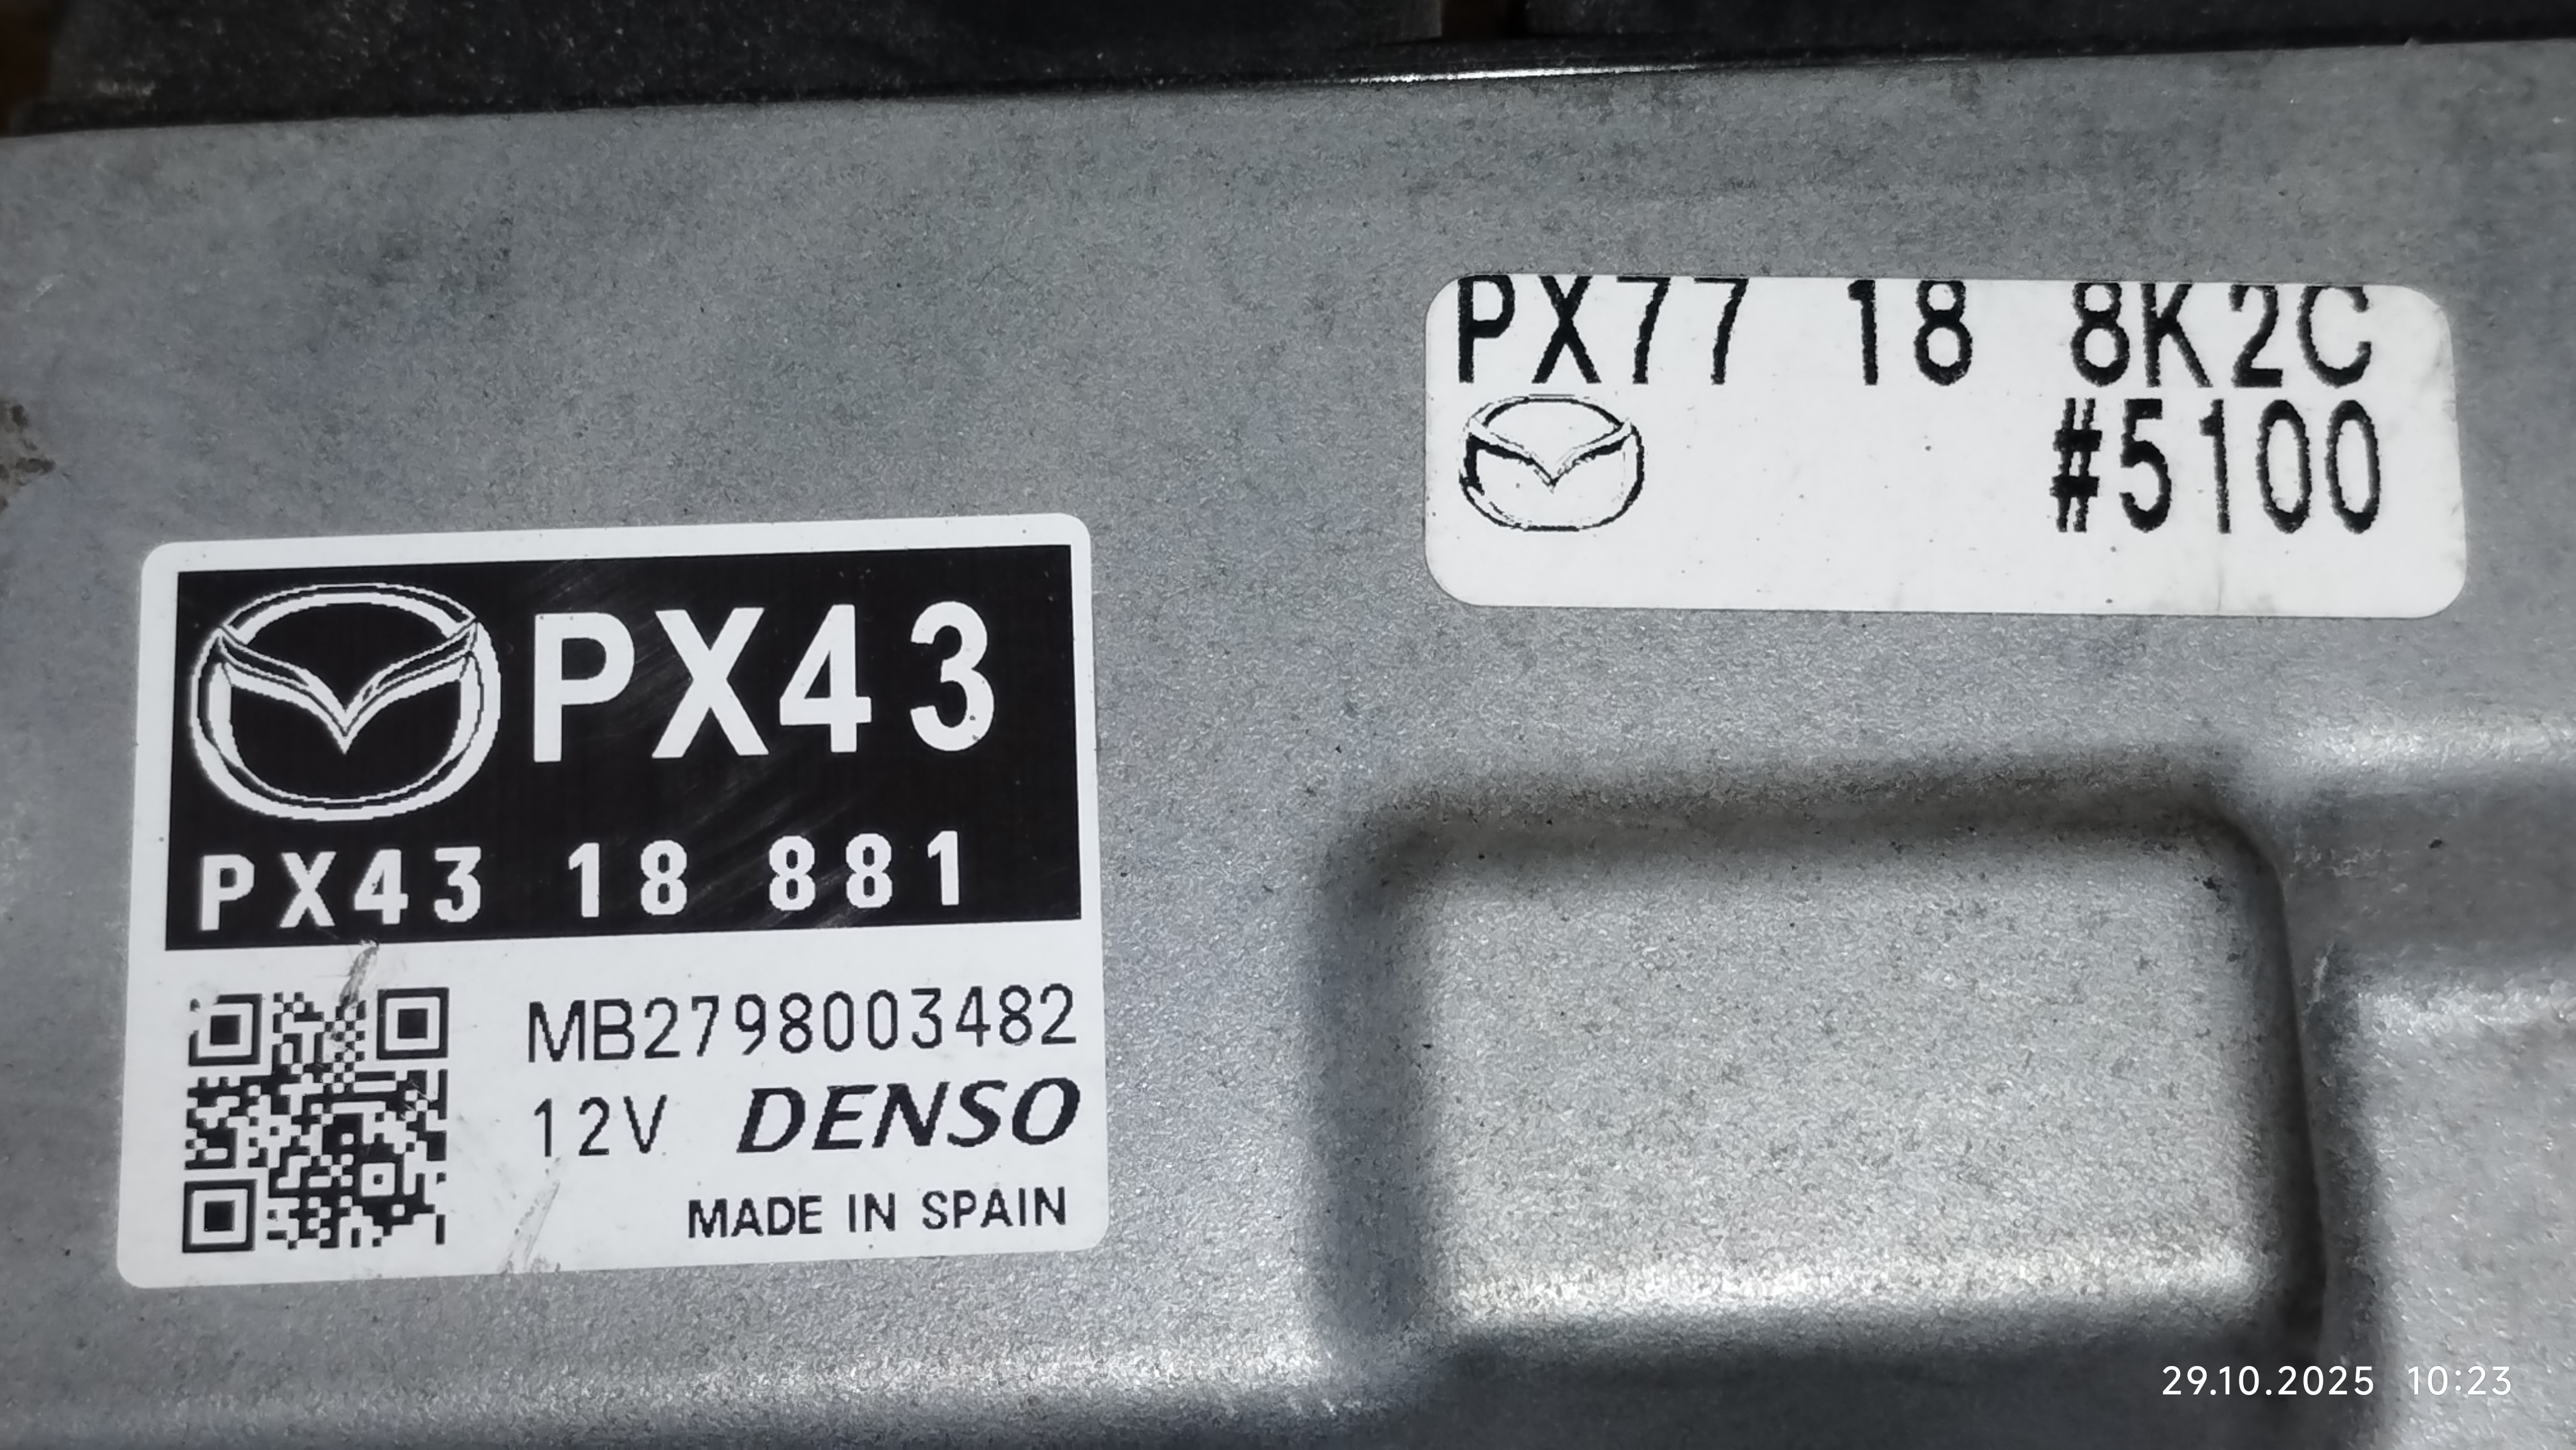 PX77 18 8K2C
#5100
PX43
PX43 18 881
MB2798003482
12V DENSO
MADE IN SPAIN
29.10.2025 10:23